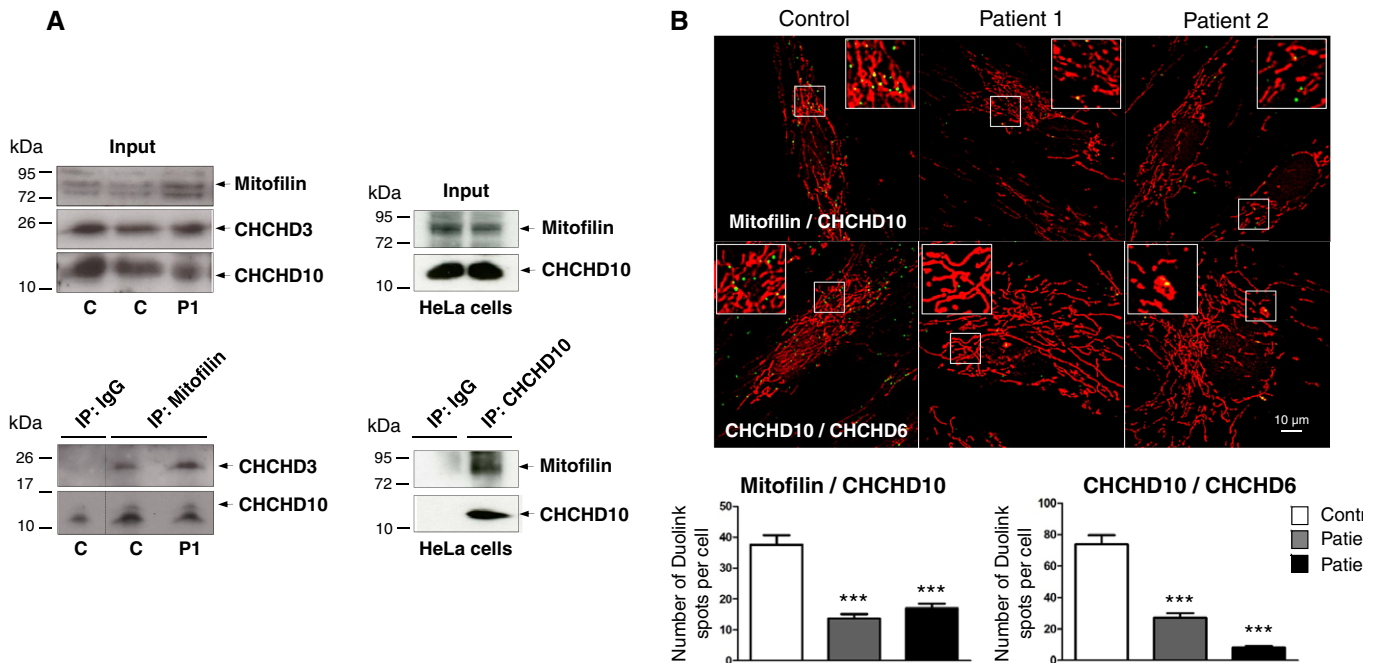 A
kDa
Input
95
72
Mitofilin
26
CHCHD3
10
CHCHD10
C C P1
kDa
Input
95
72
Mitofilin
10
CHCHD10
HeLa cells
IP: IgG
IP: Mitofilin
kDa
26
17
CHCHD3
10
CHCHD10
C C P1
IP: IgG
IP: CHCHD10
kDa
95
72
Mitofilin
10
CHCHD10
HeLa cells
B
Control Patient 1 Patient 2
Mitofilin / CHCHD10
CHCHD10 / CHCHD6
10 µm
Mitofilin / CHCHD10
Number of Duolink
spots per cell
50
40
30
20
10
0
***
***
CHCHD10 / CHCHD6
Number of Duolink
spots per cell
100
80
60
40
20
0
***
***
Contr
Patie
Patie